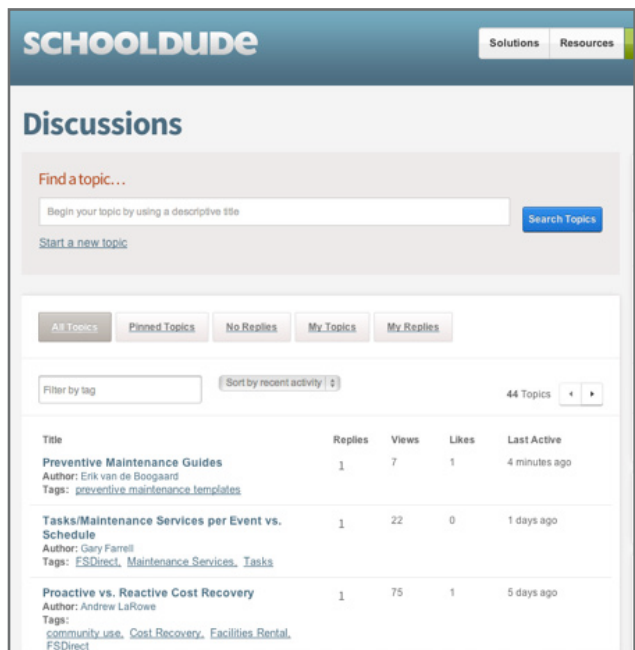 SCHOOLDUDE
Solutions Resources
Discussions
Find a topic...
Begin your topic by using a descriptive title
Search Topics
Start a new topic
All Topics Pinned Topics No Replies My Topics My Replies
Filter by tag Sort by recent activity 44 Topics
Title Replies Views Likes Last Active
Preventive Maintenance Guides 1 7 1 4 minutes ago
Author: Erik van de Boogaard
Tags: preventive maintenance templates
Tasks/Maintenance Services per Event vs. 1 22 0 1 days ago
Schedule
Author: Gary Farrell
Tags: FSDirect, Maintenance Services, Tasks
Proactive vs. Reactive Cost Recovery 1 75 1 5 days ago
Author: Andrew LaRowe
Tags:
community use, Cost Recovery, Facilities Rental,
FSDirect